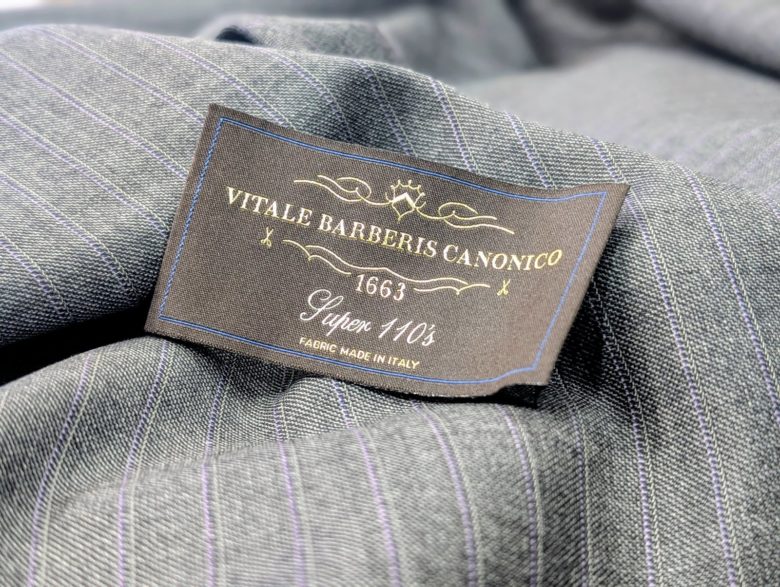 VITALE BARBERIS CANONICO
1663
Super 110's
FABRIC MADE IN ITALY